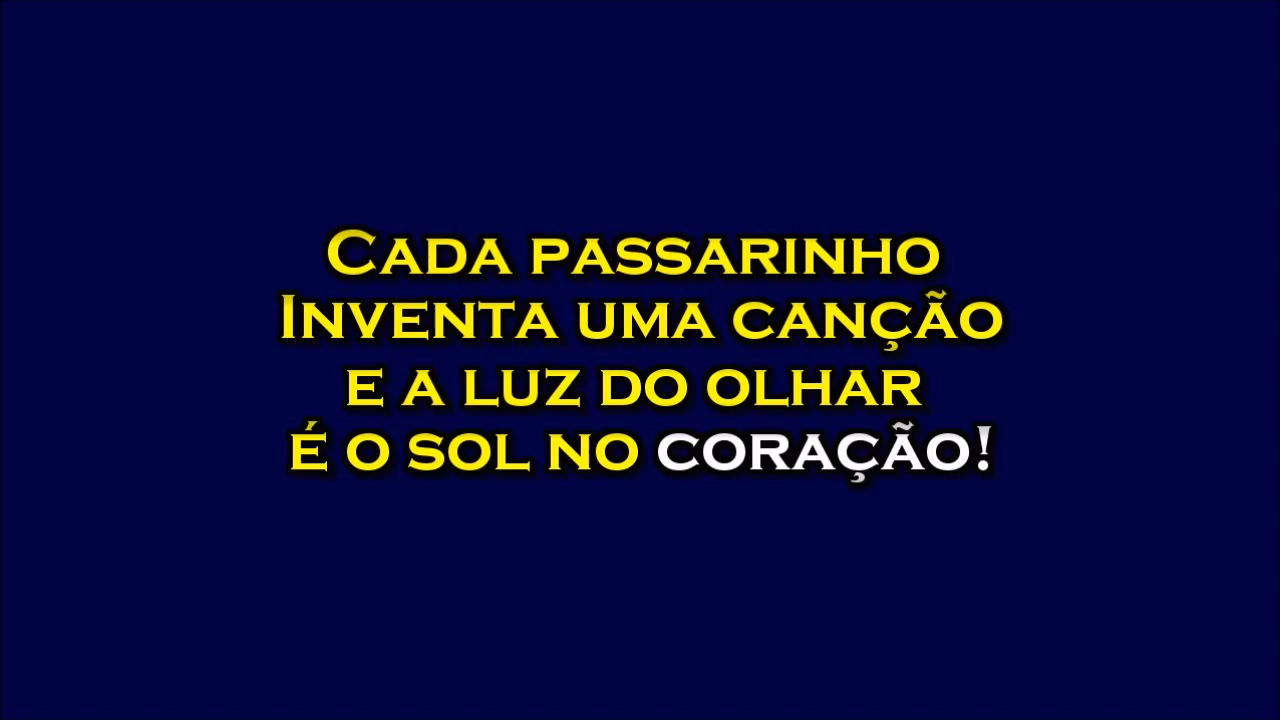 Cada passarinho
Inventa uma canção
e a luz do olhar
é o sol no coração!